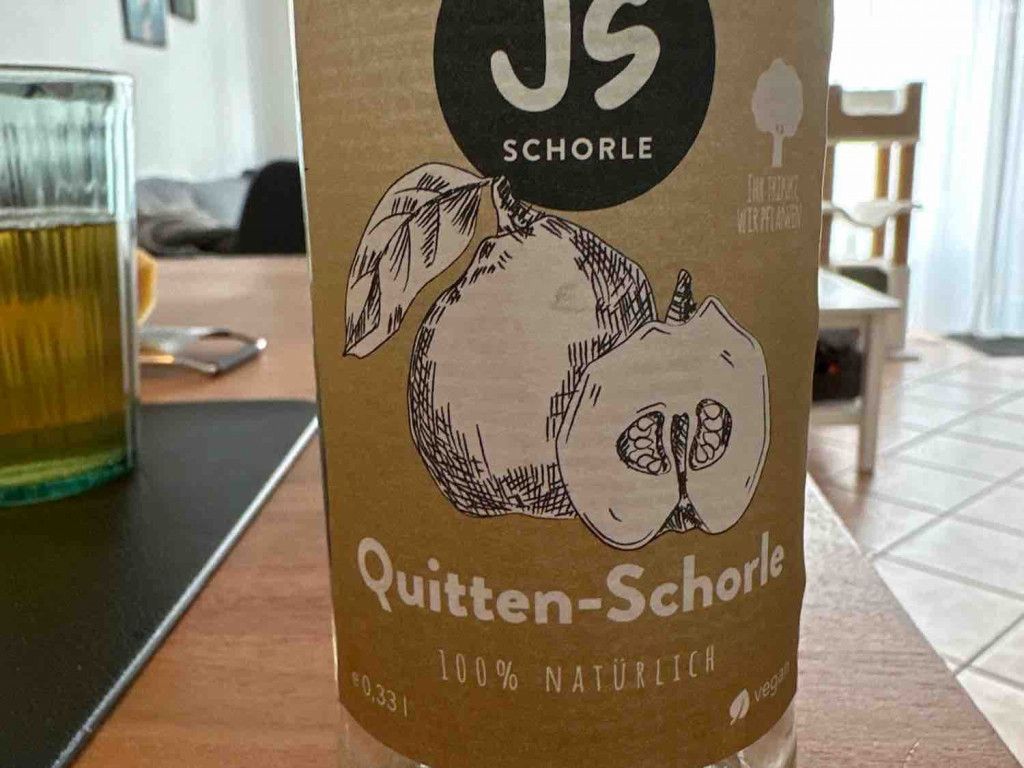 JS
SCHORLE
IHR TRINKT,
WIR PFLANZEN
Quitten-Schorle
100% NATÜRLICH
e 0,33 l
vegan